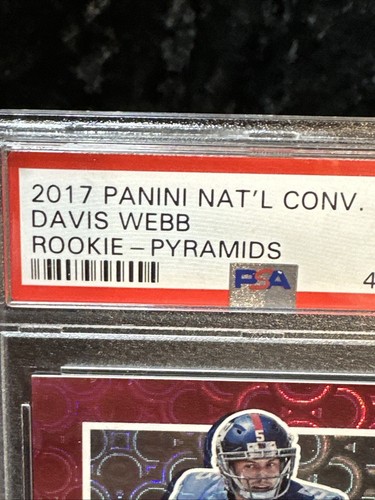 2017 PANINI NAT'L CONV.
DAVIS WEBB
ROOKIE - PYRAMIDS
PSA
4
5